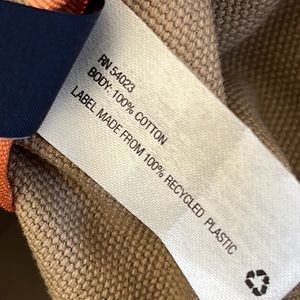 RN 54023
BODY: 100% COTTON
LABEL MADE FROM 100% RECYCLED PLASTIC